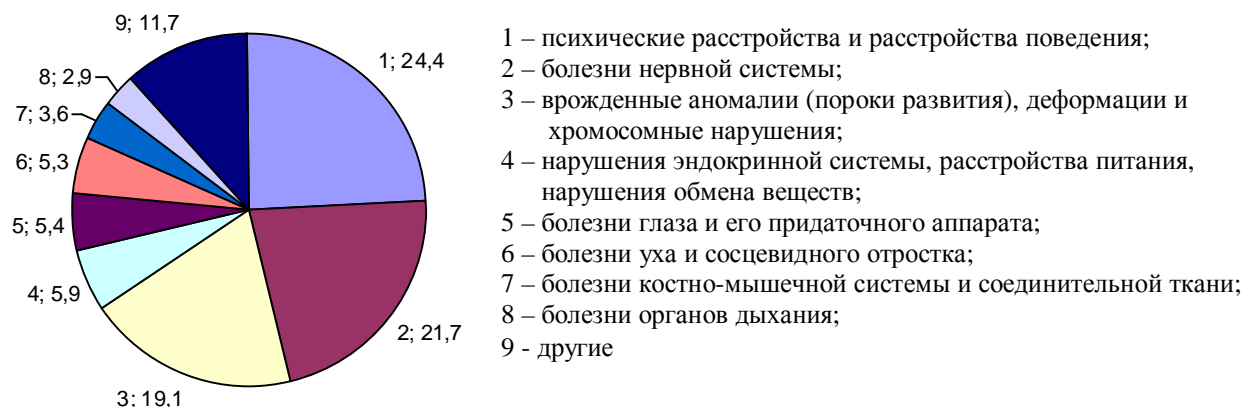 9; 11,7
8; 2,9
7; 3,6
6; 5,3
5; 5,4
4; 5,9
3; 19,1
2; 21,7
1; 24,4
1 – психические расстройства и расстройства поведения;
2 – болезни нервной системы;
3 – врожденные аномалии (пороки развития), деформации и
хромосомные нарушения;
4 – нарушения эндокринной системы, расстройства питания,
нарушения обмена веществ;
5 – болезни глаза и его придаточного аппарата;
6 – болезни уха и сосцевидного отростка;
7 – болезни костно-мышечной системы и соединительной ткани;
8 – болезни органов дыхания;
9 - другие